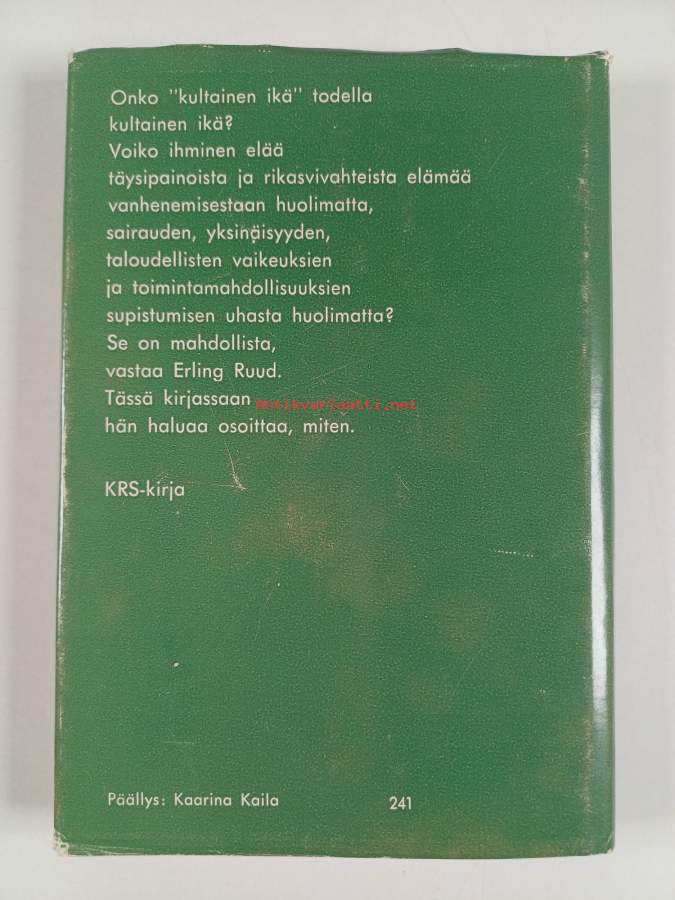 Onko "kultainen ikä" todella
kultainen ikä?
Voiko ihminen elää
täysipainoista ja rikasvivahteista elämää
vanhenemisestaan huolimatta,
sairauden, yksinäisyyden,
taloudellisten vaikeuksien
ja toimintamahdollisuuksien
supistumisen uhasta huolimatta?
Se on mahdollista,
vastaa Erling Ruud.
Tässä kirjassaan
Antikvariaatti.net
hän haluaa osoittaa, miten.
KRS-kirja
Päällys: Kaarina Kaila 241